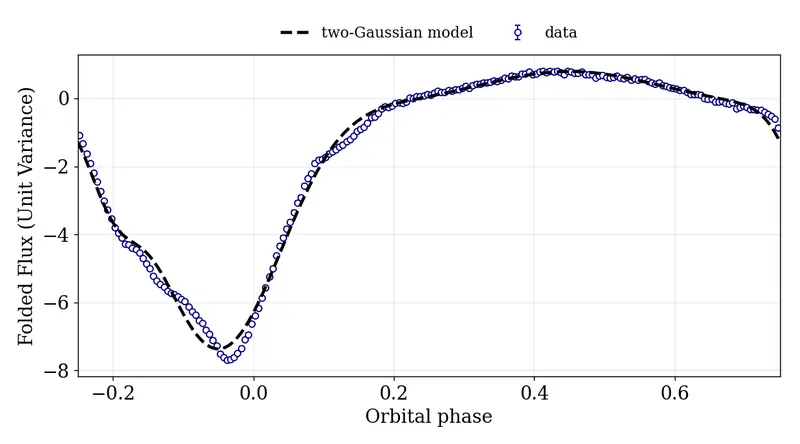 two-Gaussian model
data
Folded Flux (Unit Variance)
0
−2
−4
−6
−8
−0.2
0.0
0.2
0.4
0.6
Orbital phase